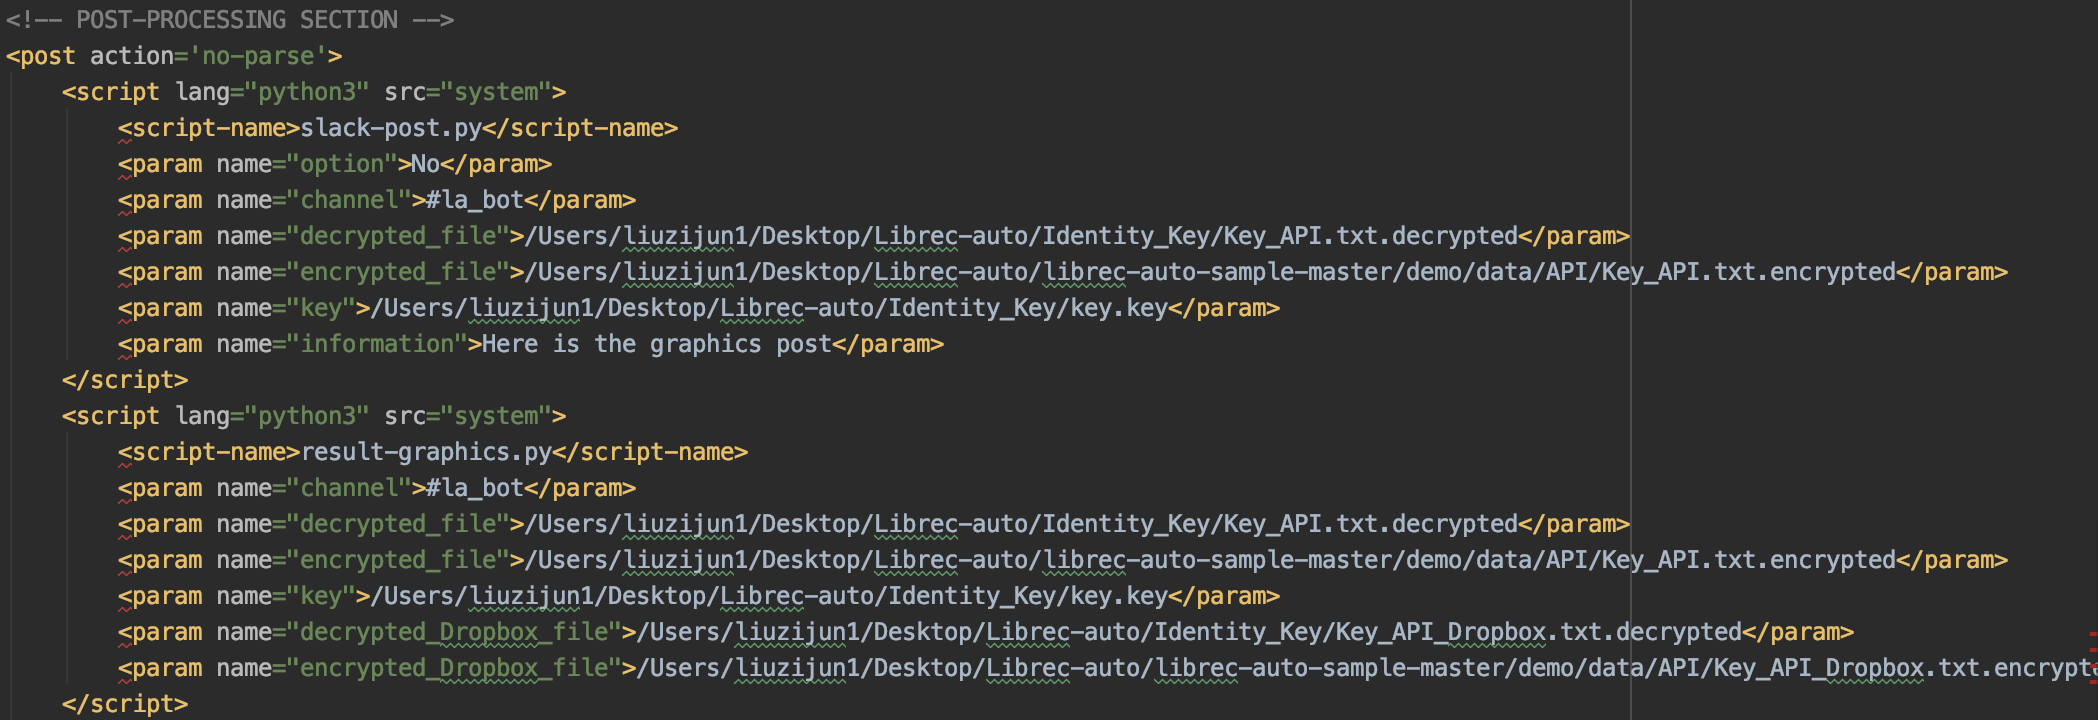 <!-- POST-PROCESSING SECTION -->
<post action='no-parse'>
    <script lang="python3" src="system">
        <script-name>slack-post.py</script-name>
        <param name="option">No</param>
        <param name="channel">#la_bot</param>
        <param name="decrypted_file">/Users/liuzijun1/Desktop/Librec-auto/Identity_Key/Key_API.txt.decrypted</param>
        <param name="encrypted_file">/Users/liuzijun1/Desktop/Librec-auto/librec-auto-sample-master/demo/data/API/Key_API.txt.encrypted</param>
        <param name="key">/Users/liuzijun1/Desktop/Librec-auto/Identity_Key/key.key</param>
        <param name="information">Here is the graphics post</param>
    </script>
    <script lang="python3" src="system">
        <script-name>result-graphics.py</script-name>
        <param name="channel">#la_bot</param>
        <param name="decrypted_file">/Users/liuzijun1/Desktop/Librec-auto/Identity_Key/Key_API.txt.decrypted</param>
        <param name="encrypted_file">/Users/liuzijun1/Desktop/Librec-auto/librec-auto-sample-master/demo/data/API/Key_API.txt.encrypted</param>
        <param name="key">/Users/liuzijun1/Desktop/Librec-auto/Identity_Key/key.key</param>
        <param name="decrypted_Dropbox_file">/Users/liuzijun1/Desktop/Librec-auto/Identity_Key/Key_API_Dropbox.txt.decrypted</param>
        <param name="encrypted_Dropbox_file">/Users/liuzijun1/Desktop/Librec-auto/librec-auto-sample-master/demo/data/API/Key_API_Dropbox.txt.encrypt
    </script>